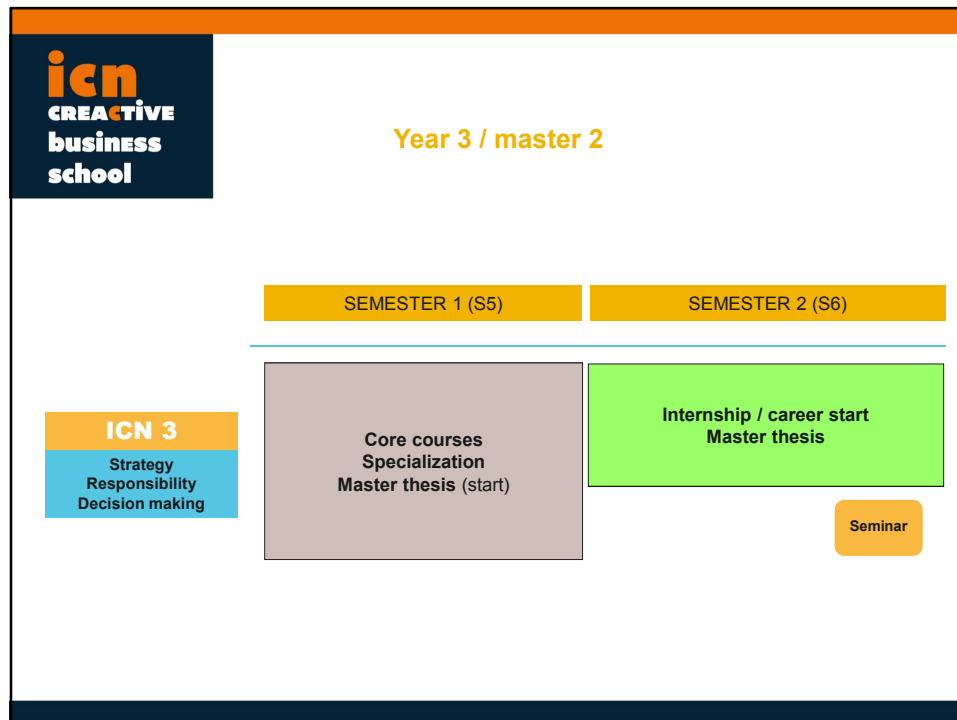 icn
CREACTIVE
business
school
Year 3 / master 2
SEMESTER 1 (S5)
SEMESTER 2 (S6)
ICN 3
Strategy
Responsibility
Decision making
Core courses
Specialization
Master thesis (start)
Internship / career start
Master thesis
Seminar